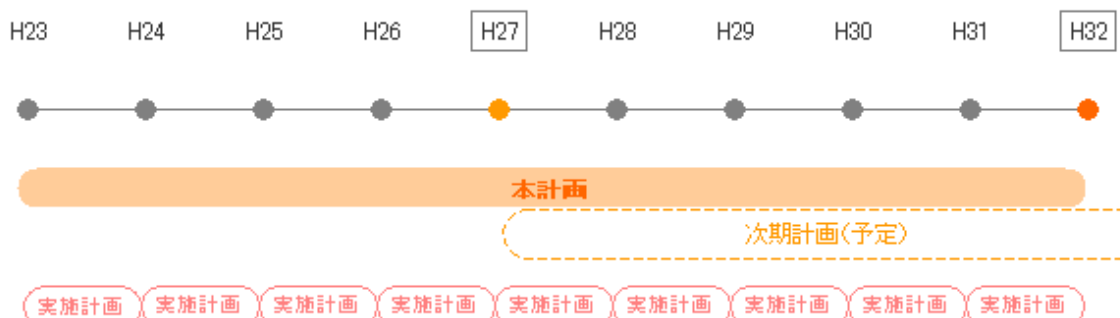 H23 H24 H25 H26 H27 H28 H29 H30 H31 H32
本計画
次期計画(予定)
実施計画 実施計画 実施計画 実施計画 実施計画 実施計画 実施計画 実施計画 実施計画